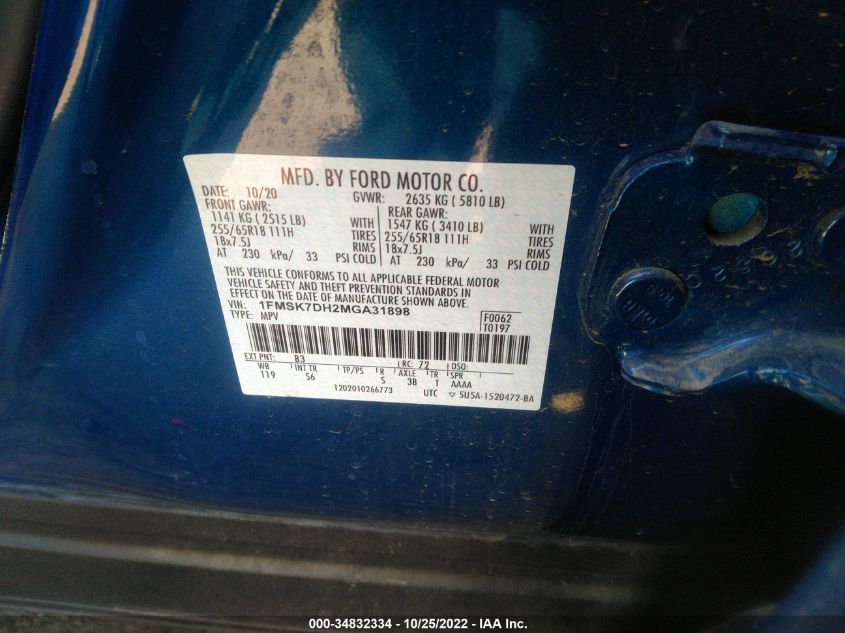 MFD. BY FORD MOTOR CO.
DATE: 10/20 GVWR: 2635 KG ( 5810 LB)
FRONT GAWR: REAR GAWR:
1141 KG ( 2515 LB) WITH 1547 KG ( 3410 LB) WITH
255/65R18 111H TIRES 255/65R18 111H TIRES
18x7.5J RIMS 18x7.5J RIMS
AT 230 kPa/ 33 PSI COLD AT 230 kPa/ 33 PSI COLD
THIS VEHICLE CONFORMS TO ALL APPLICABLE FEDERAL MOTOR
VEHICLE SAFETY AND THEFT PREVENTION STANDARDS IN
EFFECT ON THE DATE OF MANUFACTURE SHOWN ABOVE.
VIN: 1FMSK7DH2MGA31898 F0062
TYPE: MPV T0197
EXT PNT: B3 RC: 72 DSO:
WB INT TR TP/PS R AXLE TR SPR
119 S6 S 3B T AAAA
1202010266773 UTC ▽ 5U5A-1520472-BA
000-34832334 - 10/25/2022 - IAA Inc.